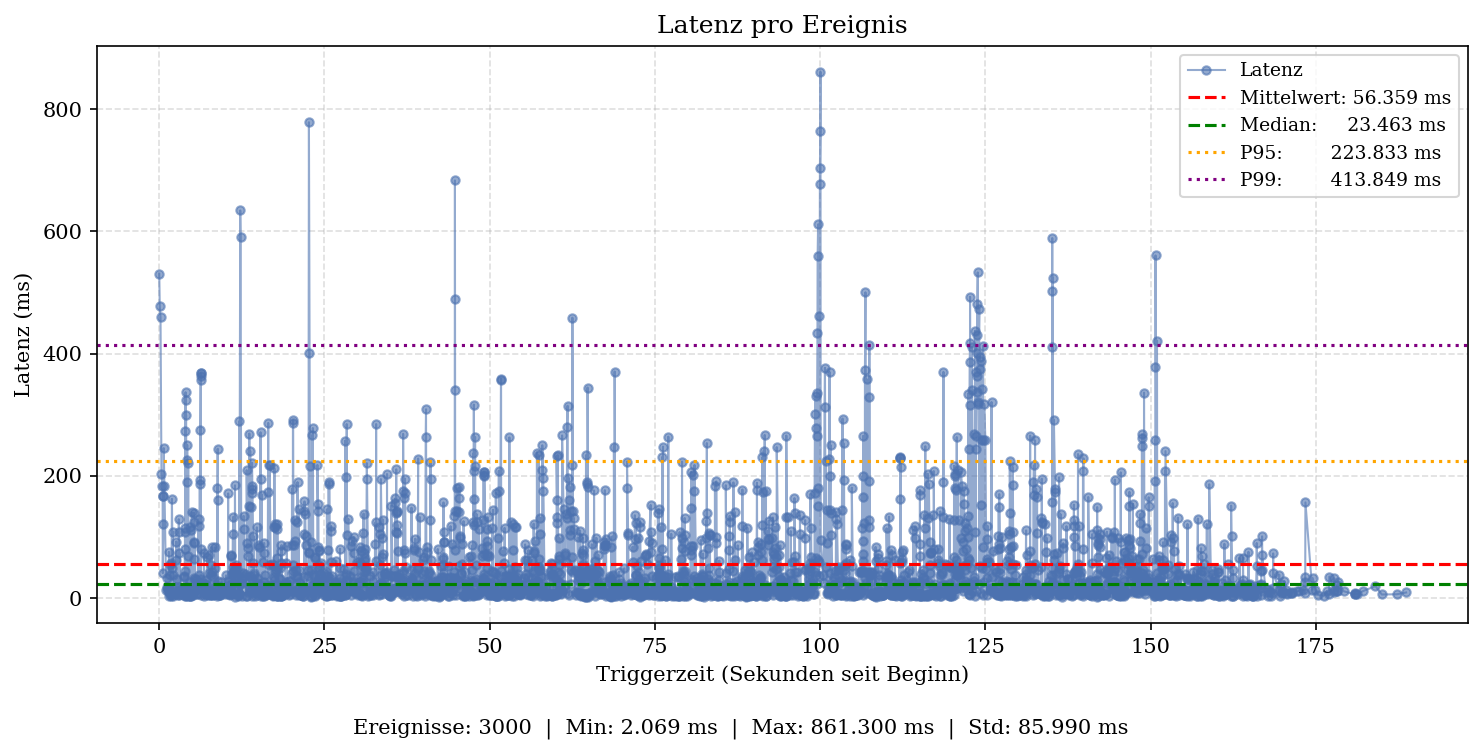 Latenz pro Ereignis
Latenz (ms)
800
600
400
200
0
Latenz
Mittelwert: 56.359 ms
Median: 23.463 ms
P95: 223.833 ms
P99: 413.849 ms
0 25 50 75 100 125 150 175
Triggerzeit (Sekunden seit Beginn)
Ereignisse: 3000 | Min: 2.069 ms | Max: 861.300 ms | Std: 85.990 ms